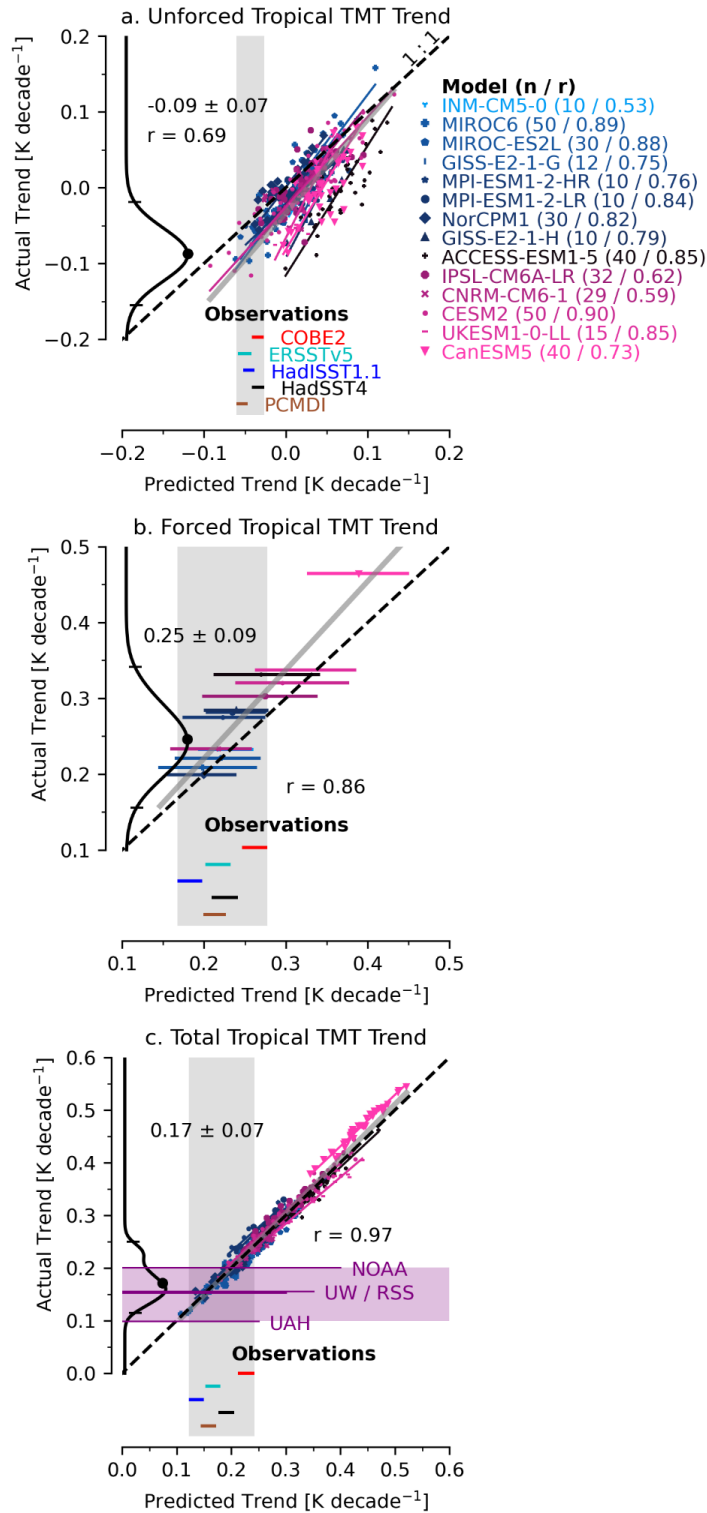 a. Unforced Tropical TMT Trend
0.2
0.1
0.0
−0.1
−0.2
Actual Trend [K decade⁻¹]
1 : 1
-0.09 ± 0.07
r = 0.69
Observations
COBE2
ERSSTv5
HadISST1.1
HadSST4
PCMDI
−0.2 −0.1 0.0 0.1 0.2
Predicted Trend [K decade⁻¹]
Model (n / r)
INM-CM5-0 (10 / 0.53)
MIROC6 (50 / 0.89)
MIROC-ES2L (30 / 0.88)
GISS-E2-1-G (12 / 0.75)
MPI-ESM1-2-HR (10 / 0.76)
MPI-ESM1-2-LR (10 / 0.84)
NorCPM1 (30 / 0.82)
GISS-E2-1-H (10 / 0.79)
ACCESS-ESM1-5 (40 / 0.85)
IPSL-CM6A-LR (32 / 0.62)
CNRM-CM6-1 (29 / 0.59)
CESM2 (50 / 0.90)
UKESM1-0-LL (15 / 0.85)
CanESM5 (40 / 0.73)
b. Forced Tropical TMT Trend
0.5
0.4
0.3
0.2
0.1
Actual Trend [K decade⁻¹]
0.25 ± 0.09
r = 0.86
Observations
0.1 0.2 0.3 0.4 0.5
Predicted Trend [K decade⁻¹]
c. Total Tropical TMT Trend
0.6
0.5
0.4
0.3
0.2
0.1
0.0
Actual Trend [K decade⁻¹]
0.17 ± 0.07
r = 0.97
NOAA
UW / RSS
UAH
Observations
0.0 0.1 0.2 0.3 0.4 0.5 0.6
Predicted Trend [K decade⁻¹]